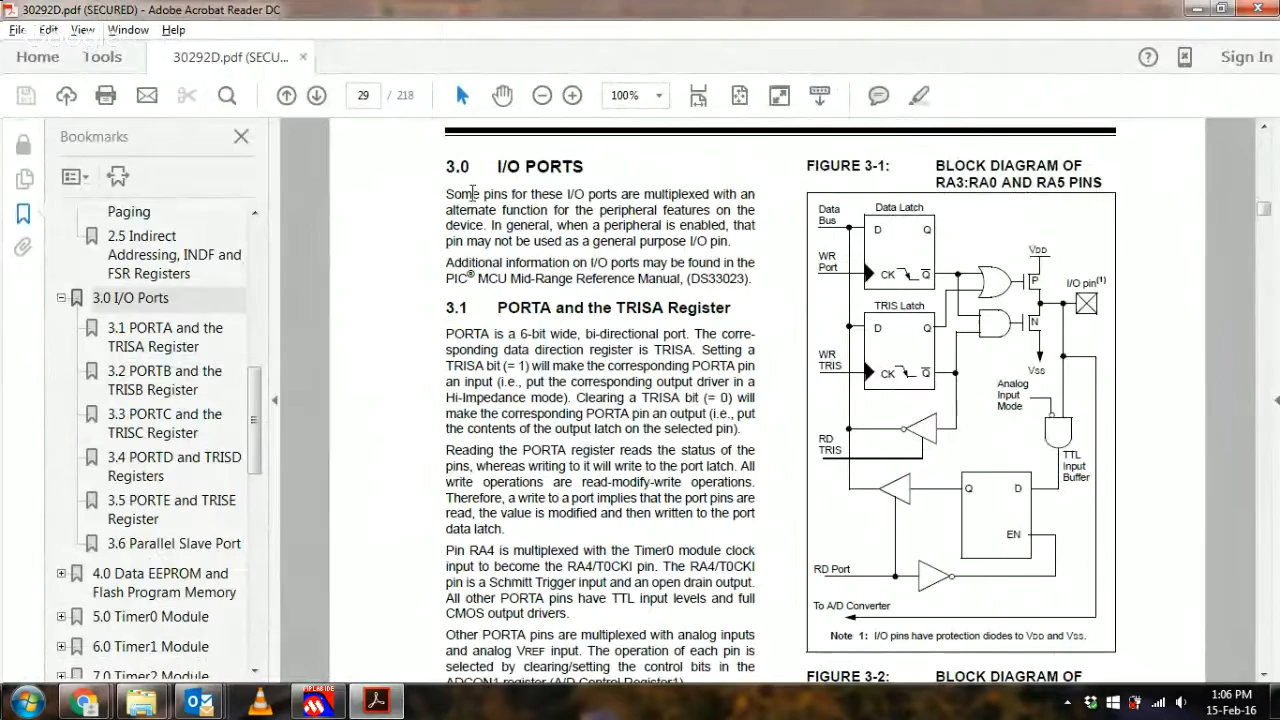 30292D.pdf (SECURED) - Adobe Acrobat Reader DC
File Edit View Window Help
Home Tools 30292D.pdf (SECU... × Sign In
29 / 218 100%
Bookmarks
Paging
2.5 Indirect
Addressing, INDF and
FSR Registers
3.0 I/O Ports
3.1 PORTA and the
TRISA Register
3.2 PORTB and the
TRISB Register
3.3 PORTC and the
TRISC Register
3.4 PORTD and TRISD
Registers
3.5 PORTE and TRISE
Register
3.6 Parallel Slave Port
4.0 Data EEPROM and
Flash Program Memory
5.0 Timer0 Module
6.0 Timer1 Module
7.0 Timer2 Module
3.0 I/O PORTS
Some pins for these I/O ports are multiplexed with an
alternate function for the peripheral features on the
device. In general, when a peripheral is enabled, that
pin may not be used as a general purpose I/O pin.
Additional information on I/O ports may be found in the
PIC® MCU Mid-Range Reference Manual, (DS33023).
3.1 PORTA and the TRISA Register
PORTA is a 6-bit wide, bi-directional port. The corre-
sponding data direction register is TRISA. Setting a
TRISA bit (= 1) will make the corresponding PORTA pin
an input (i.e., put the corresponding output driver in a
Hi-Impedance mode). Clearing a TRISA bit (= 0) will
make the corresponding PORTA pin an output (i.e., put
the contents of the output latch on the selected pin).
Reading the PORTA register reads the status of the
pins, whereas writing to it will write to the port latch. All
write operations are read-modify-write operations.
Therefore, a write to a port implies that the port pins are
read, the value is modified and then written to the port
data latch.
Pin RA4 is multiplexed with the Timer0 module clock
input to become the RA4/T0CKI pin. The RA4/T0CKI
pin is a Schmitt Trigger input and an open drain output.
All other PORTA pins have TTL input levels and full
CMOS output drivers.
Other PORTA pins are multiplexed with analog inputs
and analog VREF input. The operation of each pin is
selected by clearing/setting the control bits in the
ADCON1 register (A/D Control Register1).
FIGURE 3-1: BLOCK DIAGRAM OF
RA3:RA0 AND RA5 PINS
Data
Bus
Data Latch
D Q
WR
Port
CK Q
VDD
P
I/O pin(1)
TRIS Latch
D Q
N
WR
TRIS
CK Q
VSS
Analog
Input
Mode
RD
TRIS
TTL
Input
Buffer
Q D
EN
RD Port
To A/D Converter
Note 1: I/O pins have protection diodes to VDD and VSS.
FIGURE 3-2: BLOCK DIAGRAM OF
MPLAB IDE
1:06 PM
15-Feb-16